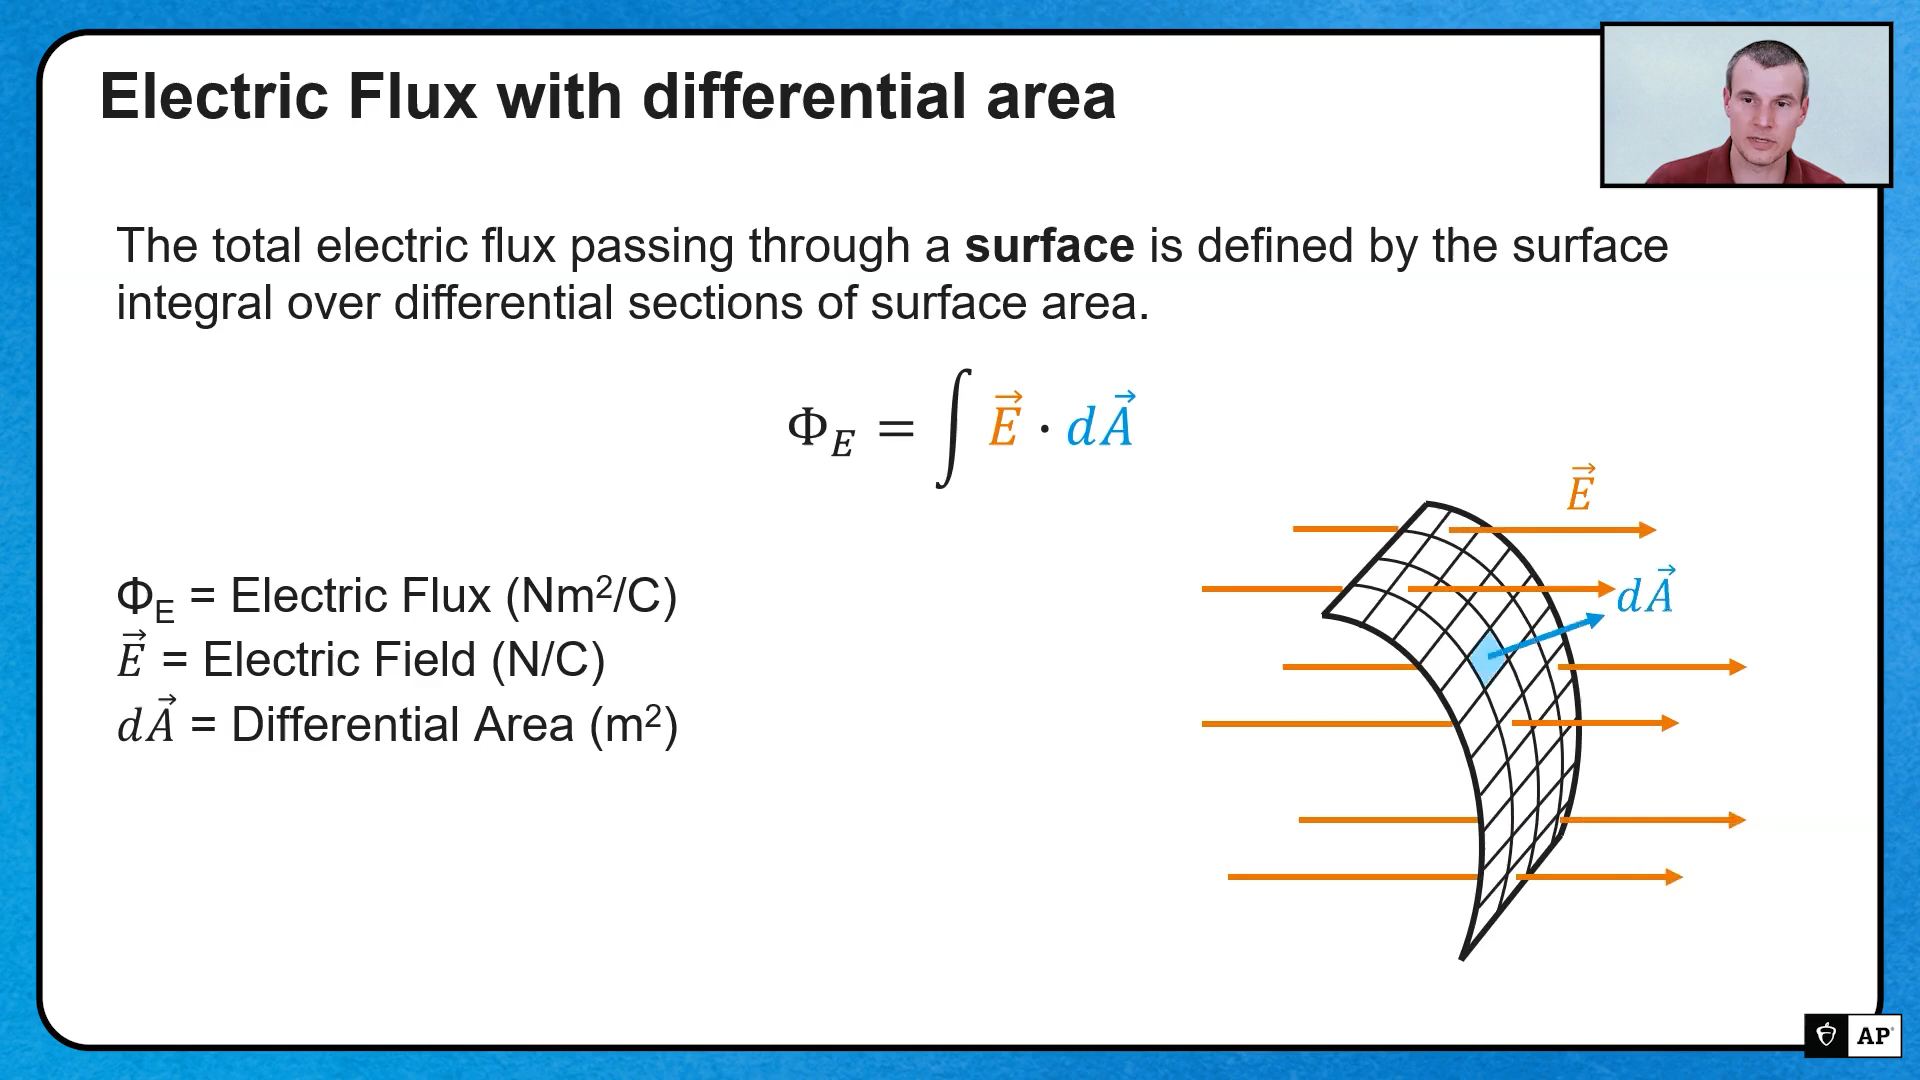 Electric Flux with differential area
The total electric flux passing through a surface is defined by the surface
integral over differential sections of surface area.
Φ_E = ∫ E⃗ · dA⃗
E⃗
dA⃗
Φ_E = Electric Flux (Nm²/C)
E⃗ = Electric Field (N/C)
dA⃗ = Differential Area (m²)
AP